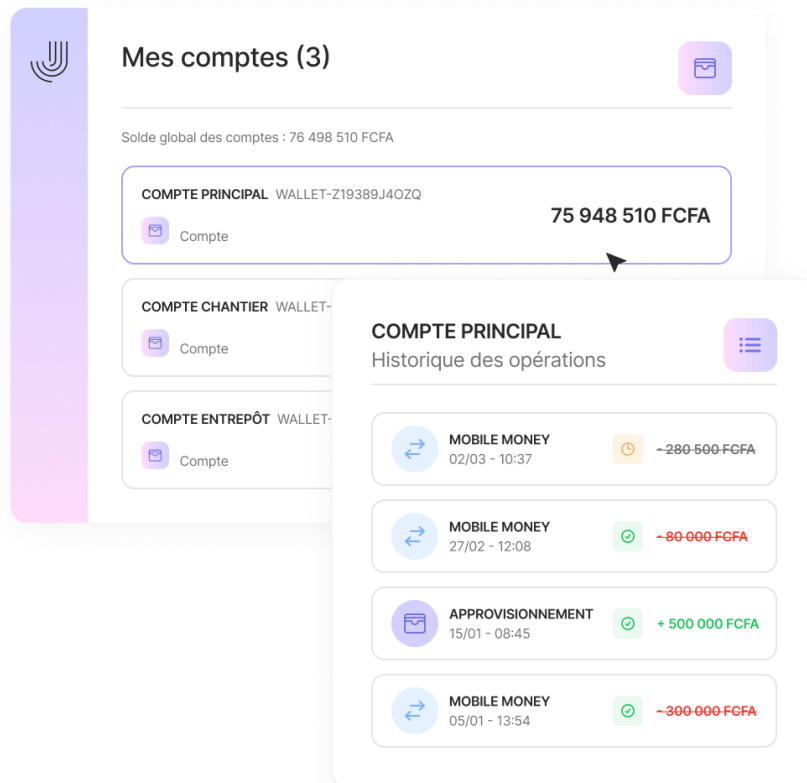 Mes comptes (3)
Solde global des comptes : 76 498 510 FCFA
COMPTE PRINCIPAL WALLET-Z19389J4OZQ
75 948 510 FCFA
Compte
COMPTE CHANTIER WALLET-
Compte
COMPTE ENTREPÔT WALLET-
Compte
COMPTE PRINCIPAL
Historique des opérations
MOBILE MONEY
02/03 - 10:37
- 280 500 FCFA
MOBILE MONEY
27/02 - 12:08
- 80 000 FCFA
APPROVISIONNEMENT
15/01 - 08:45
+ 500 000 FCFA
MOBILE MONEY
05/01 - 13:54
- 300 000 FCFA